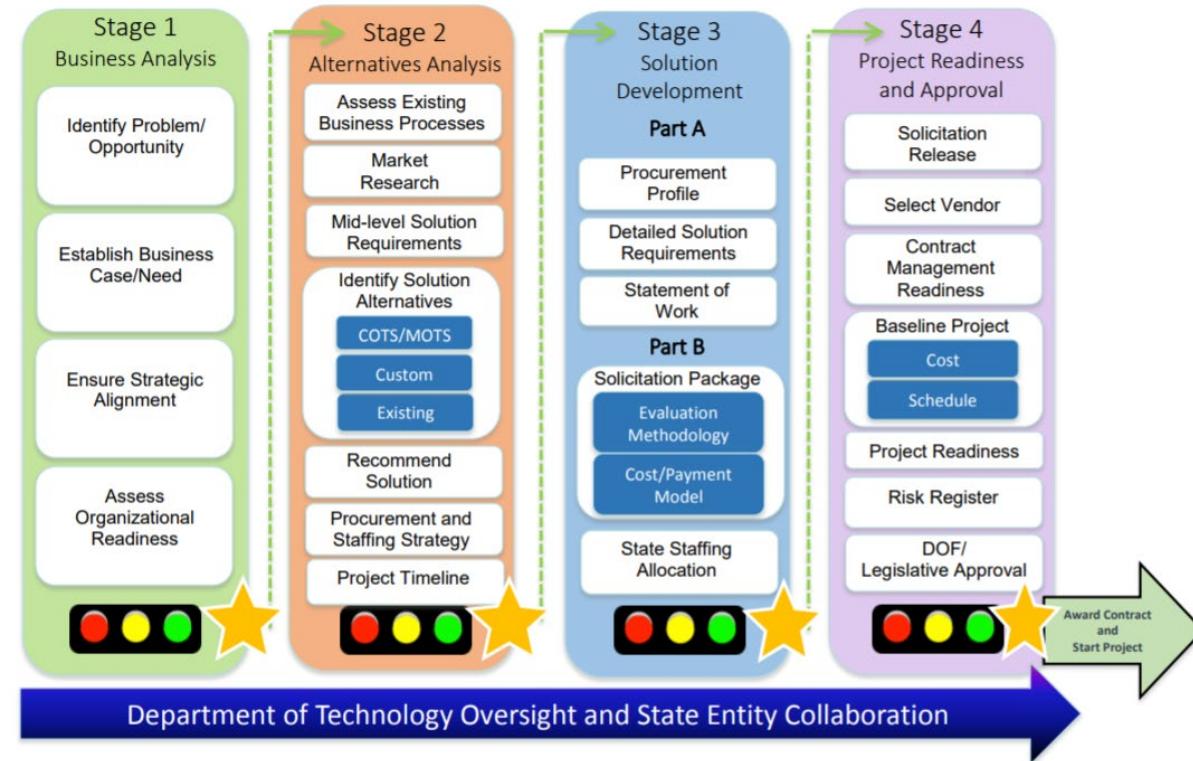 Stage 1
Business Analysis
Identify Problem/
Opportunity
Establish Business
Case/Need
Ensure Strategic
Alignment
Assess
Organizational
Readiness
Stage 2
Alternatives Analysis
Assess Existing
Business Processes
Market
Research
Mid-level Solution
Requirements
Identify Solution
Alternatives
COTS/MOTS
Custom
Existing
Recommend
Solution
Procurement and
Staffing Strategy
Project Timeline
Stage 3
Solution
Development
Part A
Procurement
Profile
Detailed Solution
Requirements
Statement of
Work
Part B
Solicitation Package
Evaluation
Methodology
Cost/Payment
Model
State Staffing
Allocation
Stage 4
Project Readiness
and Approval
Solicitation
Release
Select Vendor
Contract
Management
Readiness
Baseline Project
Cost
Schedule
Project Readiness
Risk Register
DOF/
Legislative Approval
Award Contract
and
Start Project
Department of Technology Oversight and State Entity Collaboration